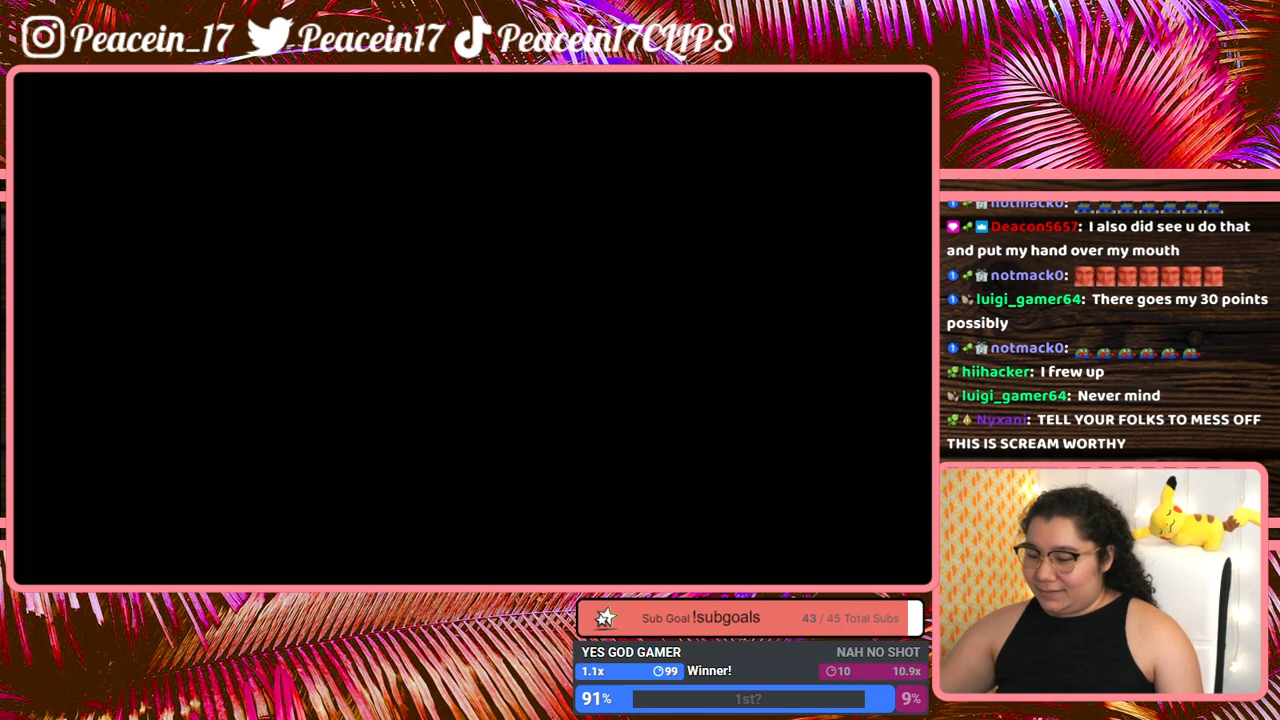 Peacein_17 Peacein17 Peacein17ClIPS
notmack0:
Deacon5657: I also did see u do that
and put my hand over my mouth
notmack0:
luigi_gamer64: There goes my 30 points
possibly
notmack0:
hiihacker: I frew up
luigi_gamer64: Never mind
Nyxani: TELL YOUR FOLKS TO MESS OFF
THIS IS SCREAM WORTHY
Sub Goal !subgoals 43 / 45 Total Subs
YES GOD GAMER NAH NO SHOT
1.1x 99 Winner! 10 10.9x
91% 1st? 9%